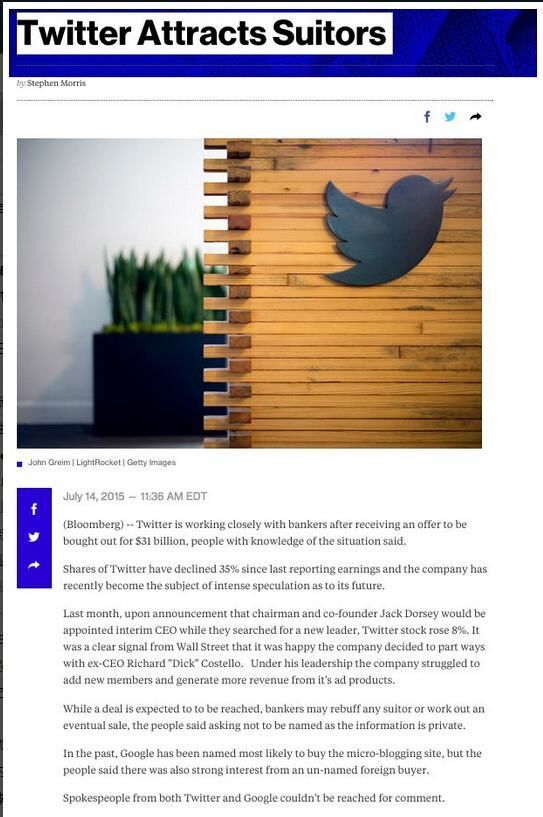 Twitter Attracts Suitors
by Stephen Morris
John Greim | LightRocket | Getty Images
July 14, 2015 — 11:36 AM EDT
(Bloomberg) -- Twitter is working closely with bankers after receiving an offer to be
bought out for $31 billion, people with knowledge of the situation said.
Shares of Twitter have declined 35% since last reporting earnings and the company has
recently become the subject of intense speculation as to its future.
Last month, upon announcement that chairman and co-founder Jack Dorsey would be
appointed interim CEO while they searched for a new leader, Twitter stock rose 8%. It
was a clear signal from Wall Street that it was happy the company decided to part ways
with ex-CEO Richard "Dick" Costello. Under his leadership the company struggled to
add new members and generate more revenue from it's ad products.
While a deal is expected to to be reached, bankers may rebuff any suitor or work out an
eventual sale, the people said asking not to be named as the information is private.
In the past, Google has been named most likely to buy the micro-blogging site, but the
people said there was also strong interest from an un-named foreign buyer.
Spokespeople from both Twitter and Google couldn't be reached for comment.